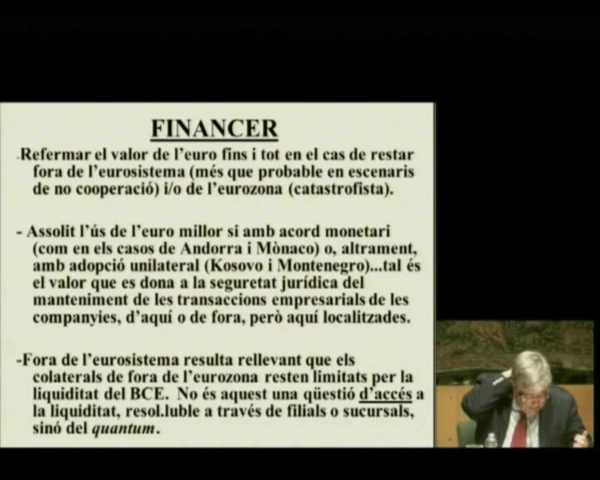 FINANCER
-Refermar el valor de l'euro fins i tot en el cas de restar
fora de l'eurosistema (més que probable en escenaris
de no cooperació) i/o de l'eurozona (catastrofista).
- Assolit l'ús de l'euro millor si amb acord monetari
(com en els casos de Andorra i Mònaco) o, altrament,
amb adopció unilateral (Kosovo i Montenegro)...tal és
el valor que es dona a la seguretat jurídica del
manteniment de les transaccions empresarials de les
companyies, d'aquí o de fora, però aquí localitzades.
-Fora de l'eurosistema resulta rellevant que els
colaterals de fora de l'eurozona resten limitats per la
liquiditat del BCE. No és aquest una qüestió d'accés a
la liquiditat, resol.luble a través de filials o sucursals,
sinó del quantum.